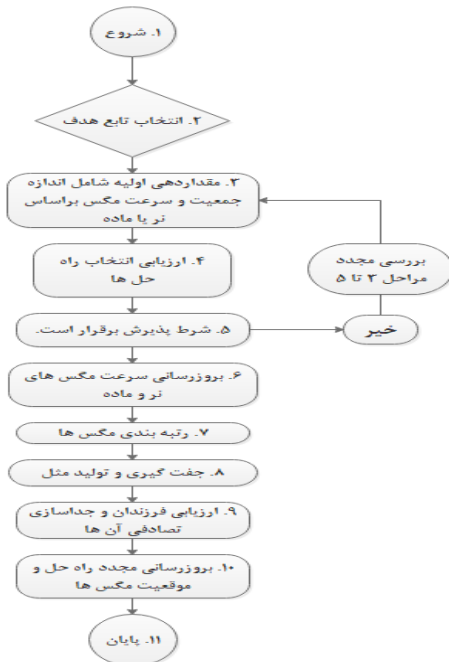 ۱. شروع
۲. انتخاب تابع هدف
۳. مقداردهی اولیه شامل اندازه
جمعیت و سرعت مگس براساس
نر یا ماده
۴. ارزیابی انتخاب راه
حل ها
بررسی مجدد
مراحل ۳ تا ۵
۵. شرط پذیرش برقرار است.
خیر
۶. بروزرسانی سرعت مگس های
نر و ماده
۷. رتبه بندی مگس ها
۸. جفت گیری و تولید مثل
۹. ارزیابی فرزندان و جداسازی
تصادفی آن ها
۱۰. بروزرسانی مجدد راه حل و
موقعیت مگس ها
۱۱. پایان